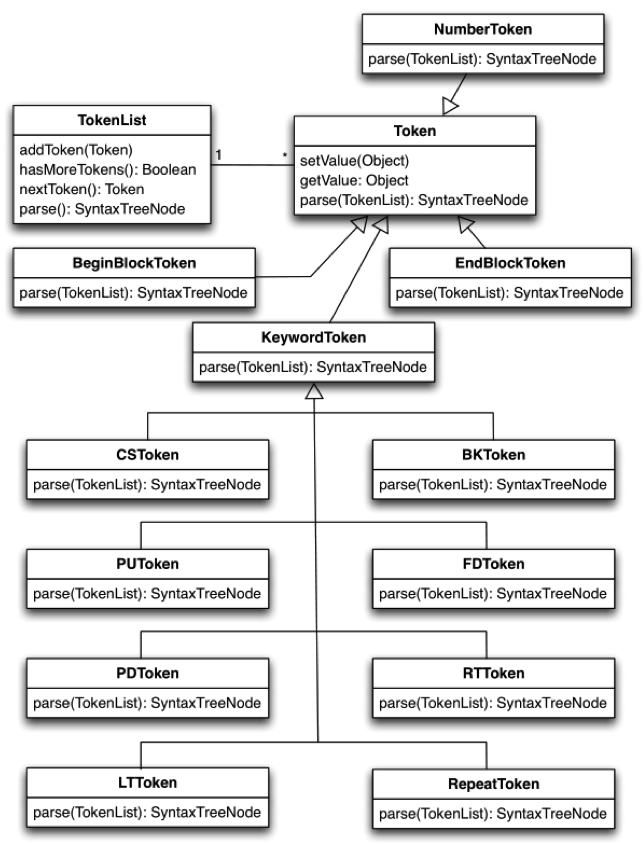 NumberToken
parse(TokenList): SyntaxTreeNode
TokenList
addToken(Token)
hasMoreTokens(): Boolean
nextToken(): Token
parse(): SyntaxTreeNode
1
*
Token
setValue(Object)
getValue: Object
parse(TokenList): SyntaxTreeNode
BeginBlockToken
parse(TokenList): SyntaxTreeNode
EndBlockToken
parse(TokenList): SyntaxTreeNode
KeywordToken
parse(TokenList): SyntaxTreeNode
CSToken
parse(TokenList): SyntaxTreeNode
BKToken
parse(TokenList): SyntaxTreeNode
PUToken
parse(TokenList): SyntaxTreeNode
FDToken
parse(TokenList): SyntaxTreeNode
PDToken
parse(TokenList): SyntaxTreeNode
RTToken
parse(TokenList): SyntaxTreeNode
LTToken
parse(TokenList): SyntaxTreeNode
RepeatToken
parse(TokenList): SyntaxTreeNode